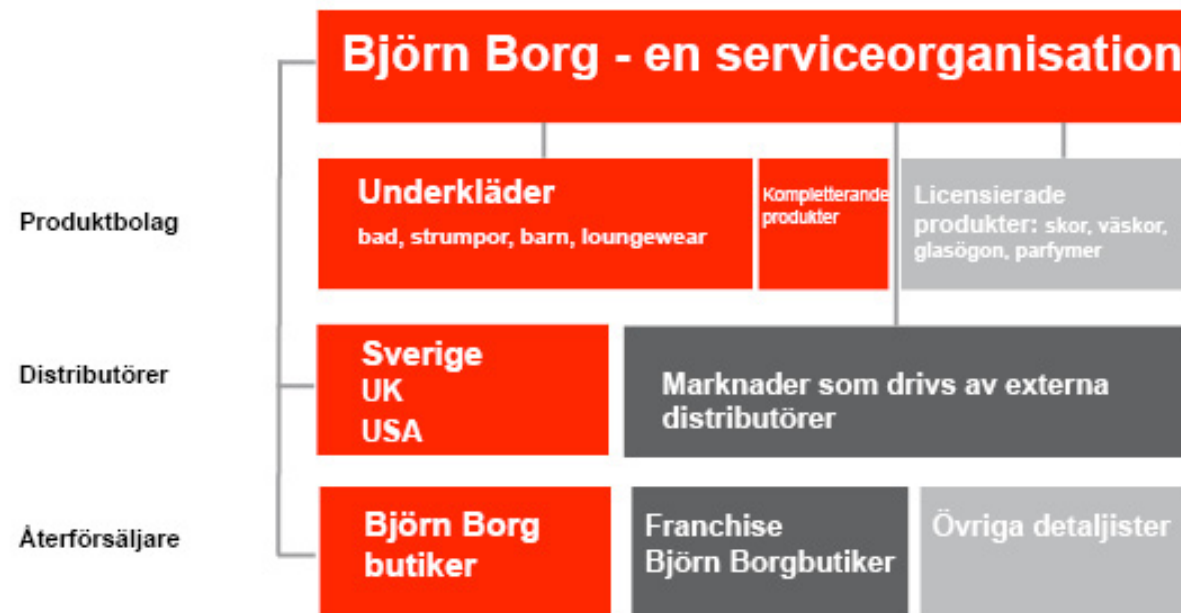 Björn Borg - en serviceorganisation
Produktbolag
Underkläder
bad, strumpor, barn, loungewear
Kompletterande
produkter
Licensierade
produkter: skor, väskor,
glasögon, parfymer
Distributörer
Sverige
UK
USA
Marknader som drivs av externa
distributörer
Återförsäljare
Björn Borg
butiker
Franchise
Björn Borgbutiker
Övriga detaljister